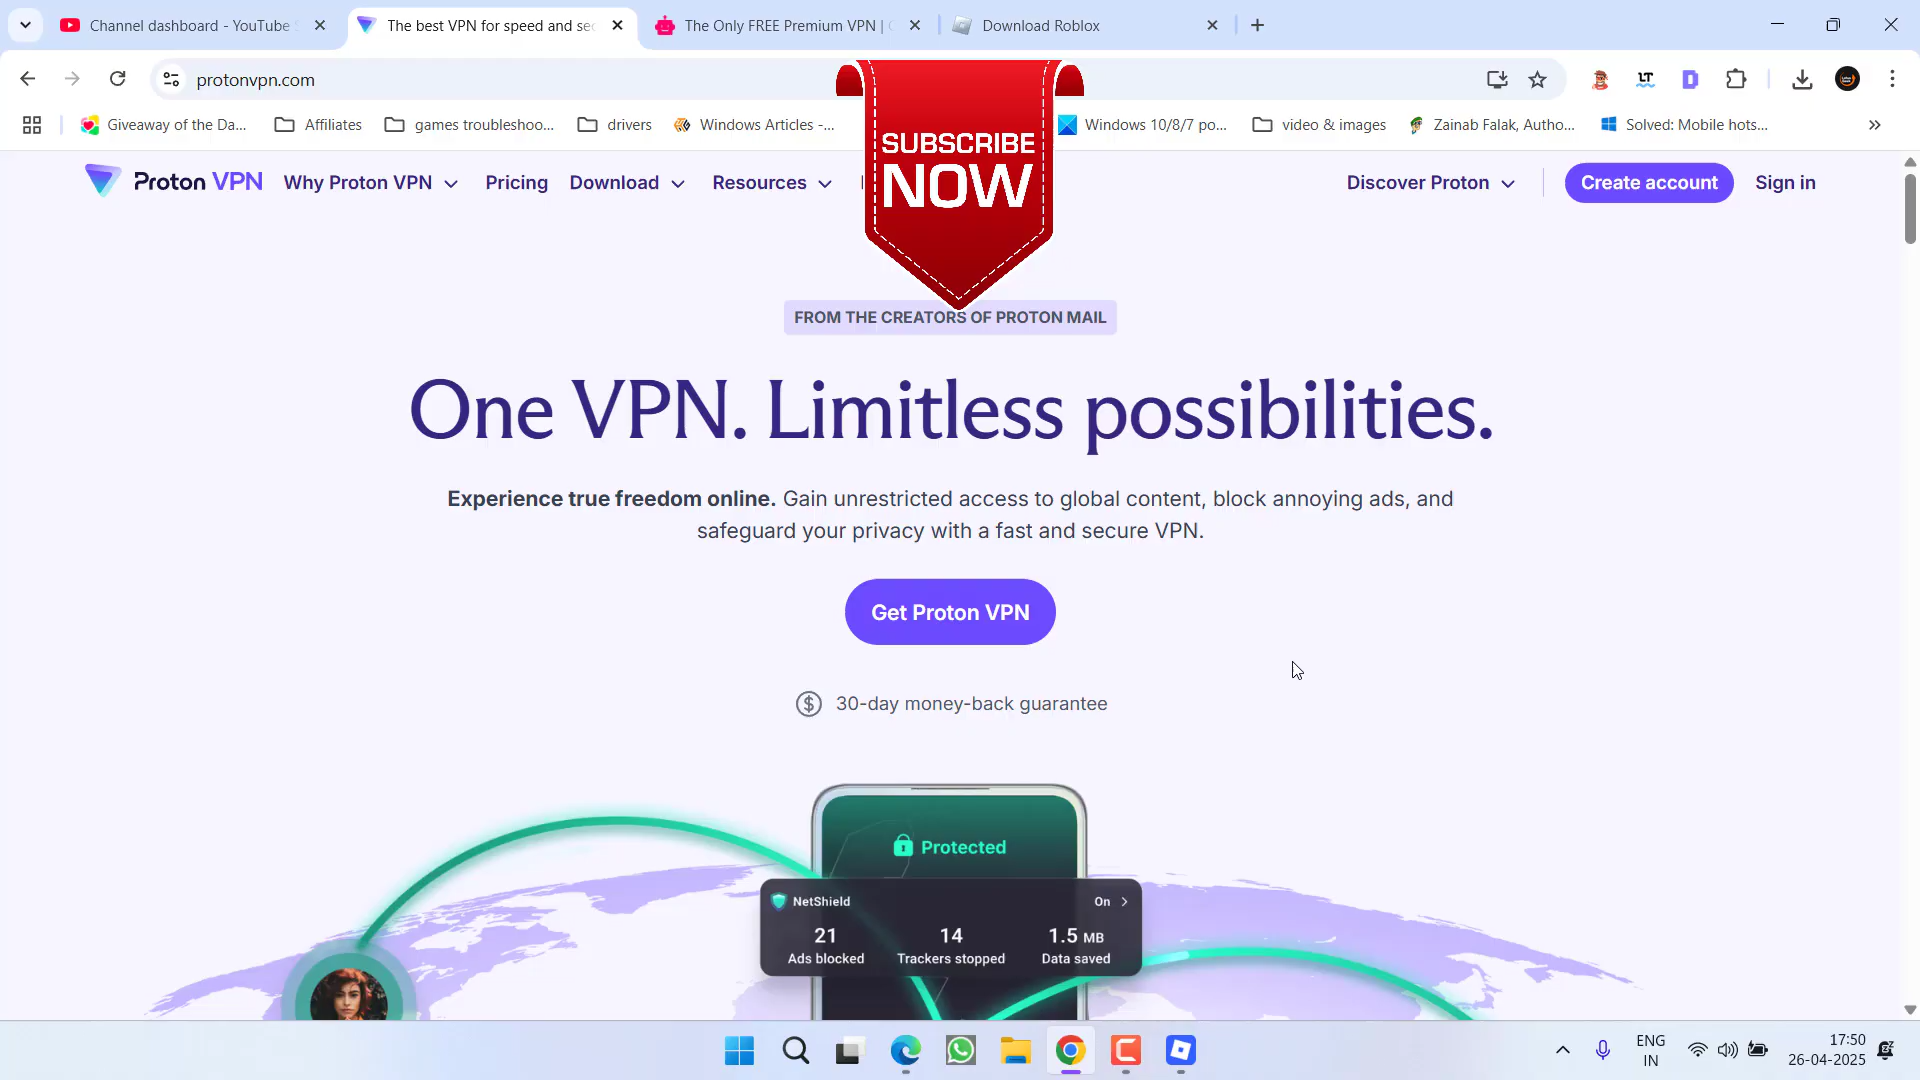 Channel dashboard - YouTube S
The best VPN for speed and sec
The Only FREE Premium VPN |
Download Roblox
protonvpn.com
LT
Giveaway of the Da...
Affiliates
games troubleshoo...
drivers
Windows Articles -...
Windows 10/8/7 po...
video & images
Zainab Falak, Autho...
Solved: Mobile hots...
SUBSCRIBE
NOW
Proton VPN
Why Proton VPN
Pricing
Download
Resources
Discover Proton
Create account
Sign in
FROM THE CREATORS OF PROTON MAIL
One VPN. Limitless possibilities.
Experience true freedom online. Gain unrestricted access to global content, block annoying ads, and
safeguard your privacy with a fast and secure VPN.
Get Proton VPN
$ 30-day money-back guarantee
Protected
NetShield
On
21
14
1.5 MB
Ads blocked
Trackers stopped
Data saved
ENG
IN
17:50
26-04-2025